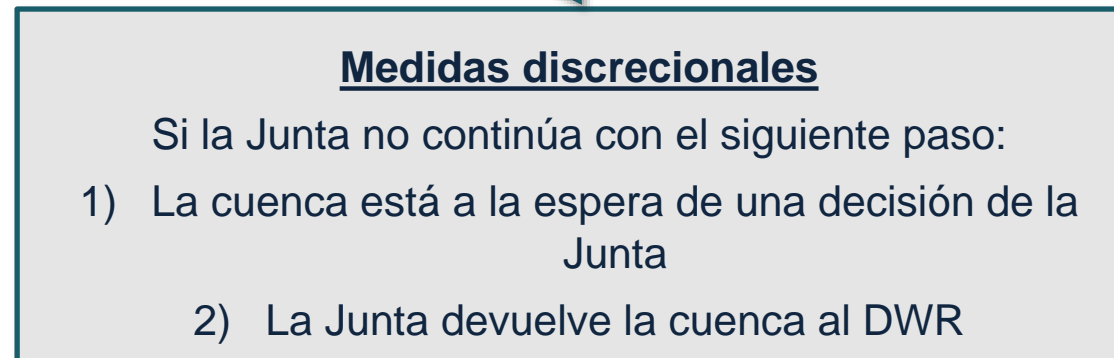 Medidas discrecionales
Si la Junta no continúa con el siguiente paso:
1) La cuenca está a la espera de una decisión de la
Junta
2) La Junta devuelve la cuenca al DWR